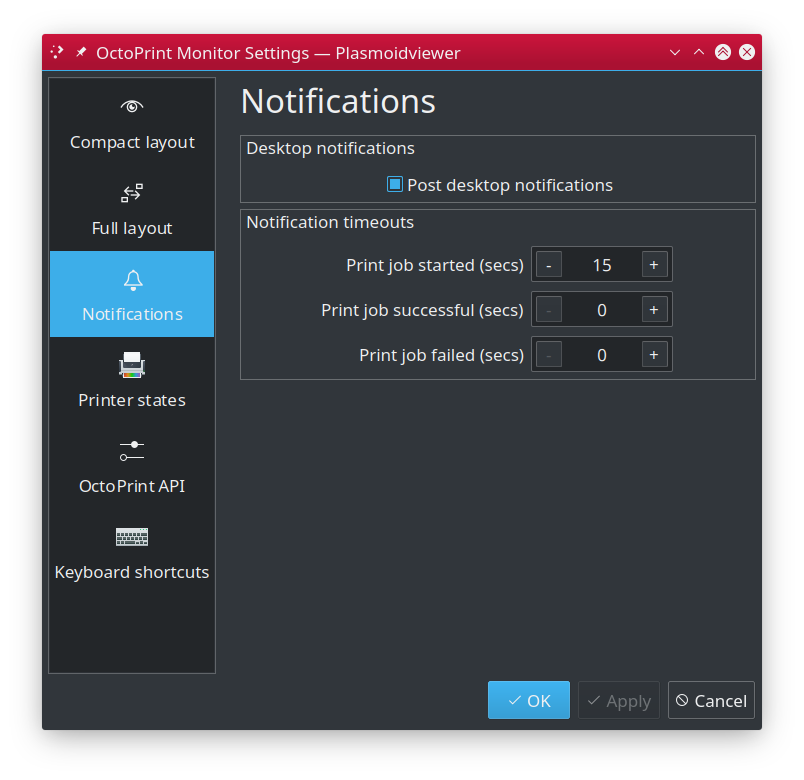 OctoPrint Monitor Settings — Plasmoidviewer
Compact layout
Full layout
Notifications
Printer states
OctoPrint API
Keyboard shortcuts
Notifications
Desktop notifications
Post desktop notifications
Notification timeouts
Print job started (secs) - 15 +
Print job successful (secs) - 0 +
Print job failed (secs) - 0 +
OK Apply Cancel